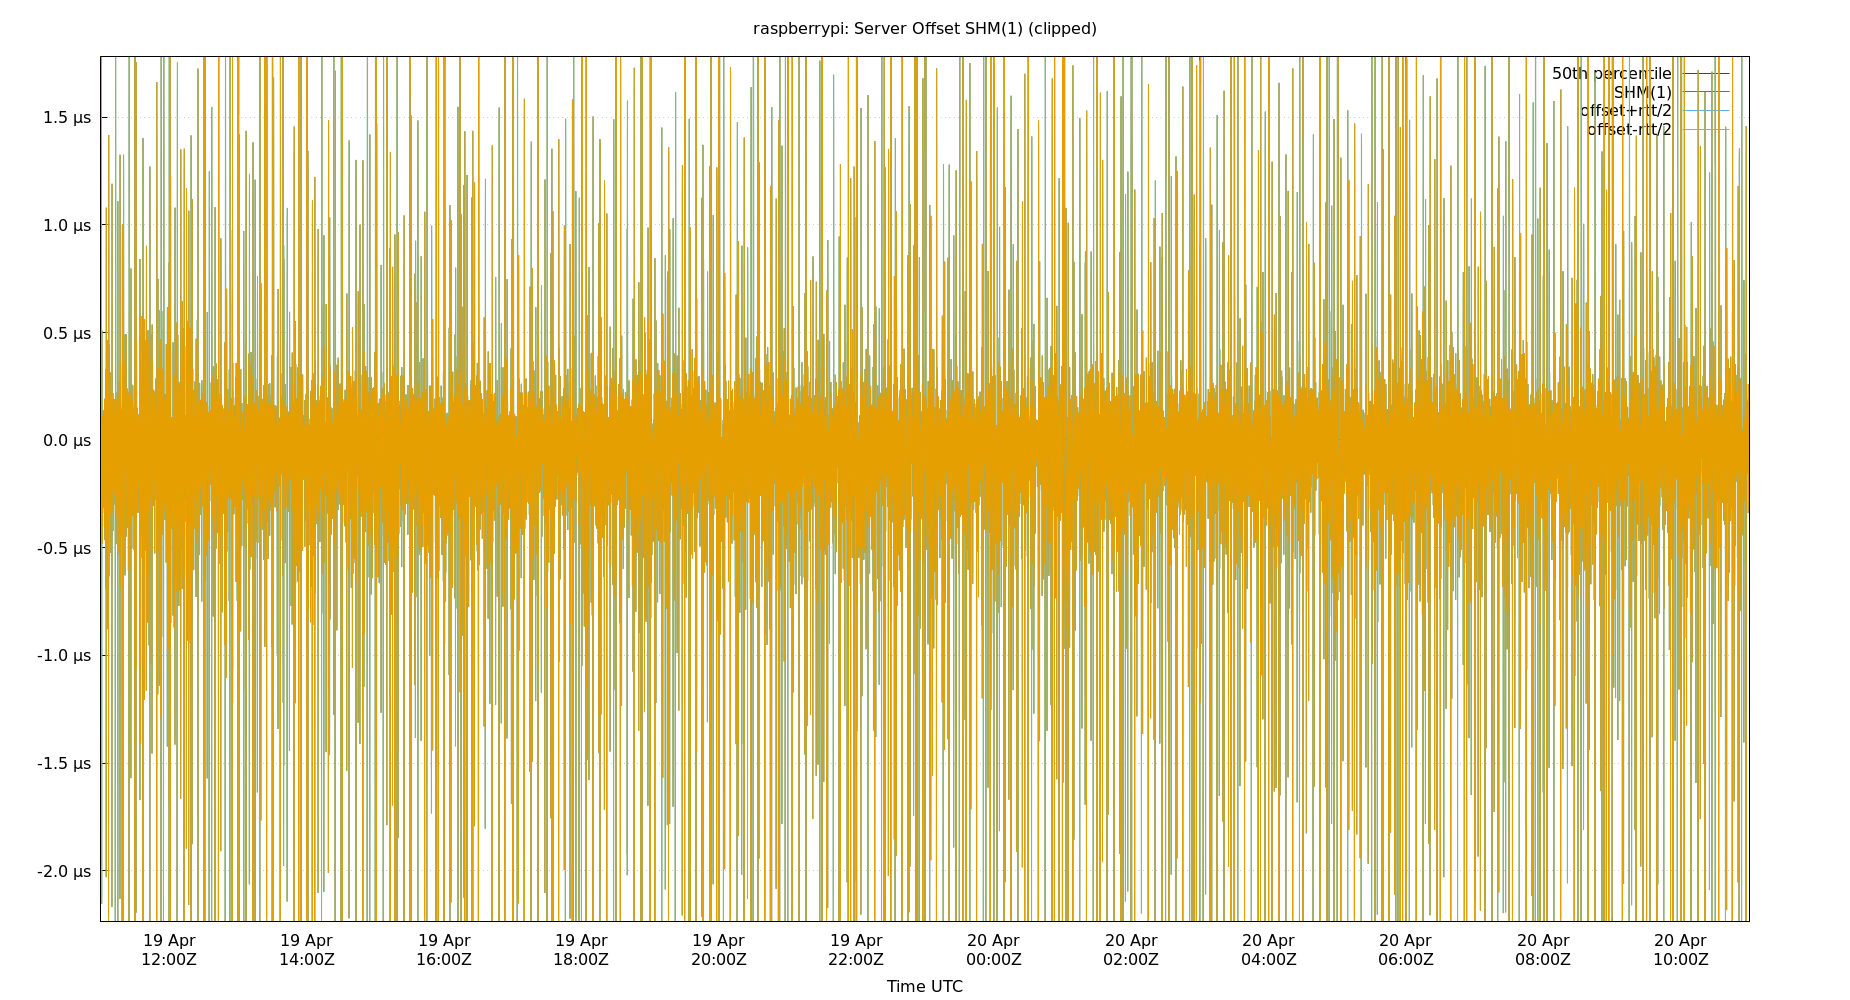 raspberrypi: Server Offset SHM(1) (clipped)
50th percentile
SHM(1)
offset+rtt/2
offset-rtt/2
1.5 µs
1.0 µs
0.5 µs
0.0 µs
-0.5 µs
-1.0 µs
-1.5 µs
-2.0 µs
19 Apr 19 Apr 19 Apr 19 Apr 19 Apr 19 Apr 20 Apr 20 Apr 20 Apr 20 Apr 20 Apr 20 Apr
12:00Z 14:00Z 16:00Z 18:00Z 20:00Z 22:00Z 00:00Z 02:00Z 04:00Z 06:00Z 08:00Z 10:00Z
Time UTC